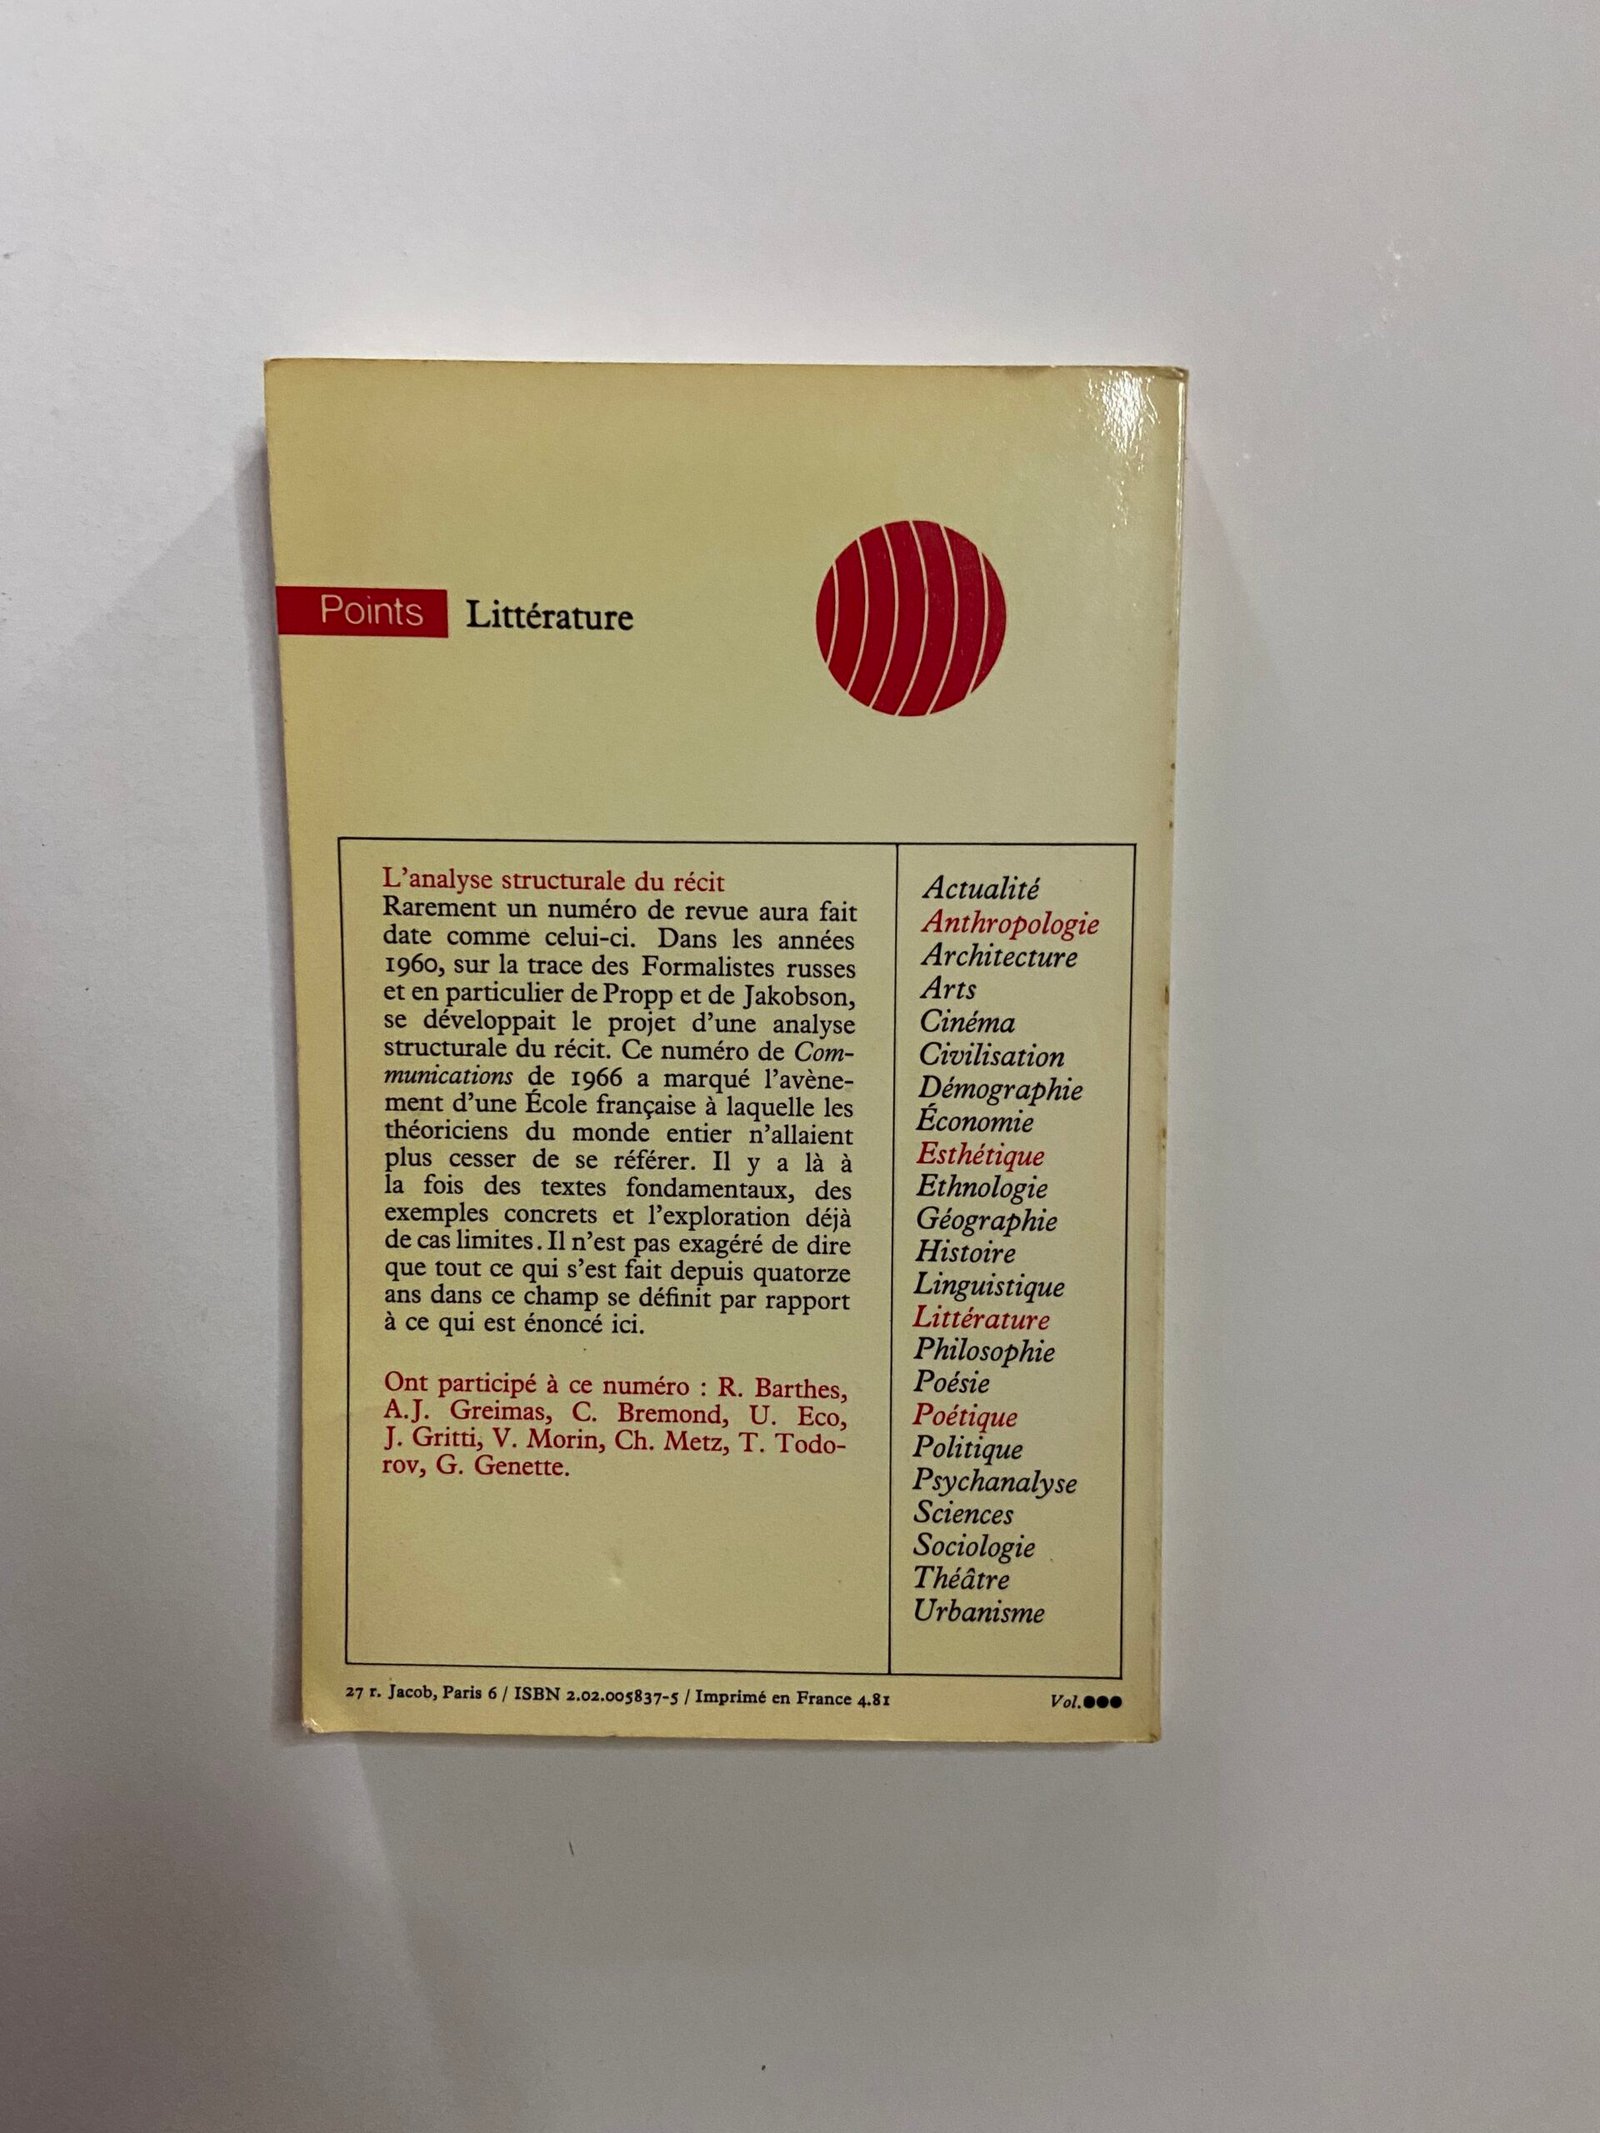 Points Littérature
L'analyse structurale du récit
Rarement un numéro de revue aura fait
date comme celui-ci. Dans les années
1960, sur la trace des Formalistes russes
et en particulier de Propp et de Jakobson,
se développait le projet d'une analyse
structurale du récit. Ce numéro de Com-
munications de 1966 a marqué l'avène-
ment d'une École française à laquelle les
théoriciens du monde entier n'allaient
plus cesser de se référer. Il y a là à
la fois des textes fondamentaux, des
exemples concrets et l'exploration déjà
de cas limites. Il n'est pas exagéré de dire
que tout ce qui s'est fait depuis quatorze
ans dans ce champ se définit par rapport
à ce qui est énoncé ici.
Ont participé à ce numéro : R. Barthes,
A.J. Greimas, C. Bremond, U. Eco,
J. Gritti, V. Morin, Ch. Metz, T. Todo-
rov, G. Genette.
Actualité
Anthropologie
Architecture
Arts
Cinéma
Civilisation
Démographie
Économie
Esthétique
Ethnologie
Géographie
Histoire
Linguistique
Littérature
Philosophie
Poésie
Poétique
Politique
Psychanalyse
Sciences
Sociologie
Théâtre
Urbanisme
27 r. Jacob, Paris 6 / ISBN 2.02.005837-5 / Imprimé en France 4.81
Vol.●●●